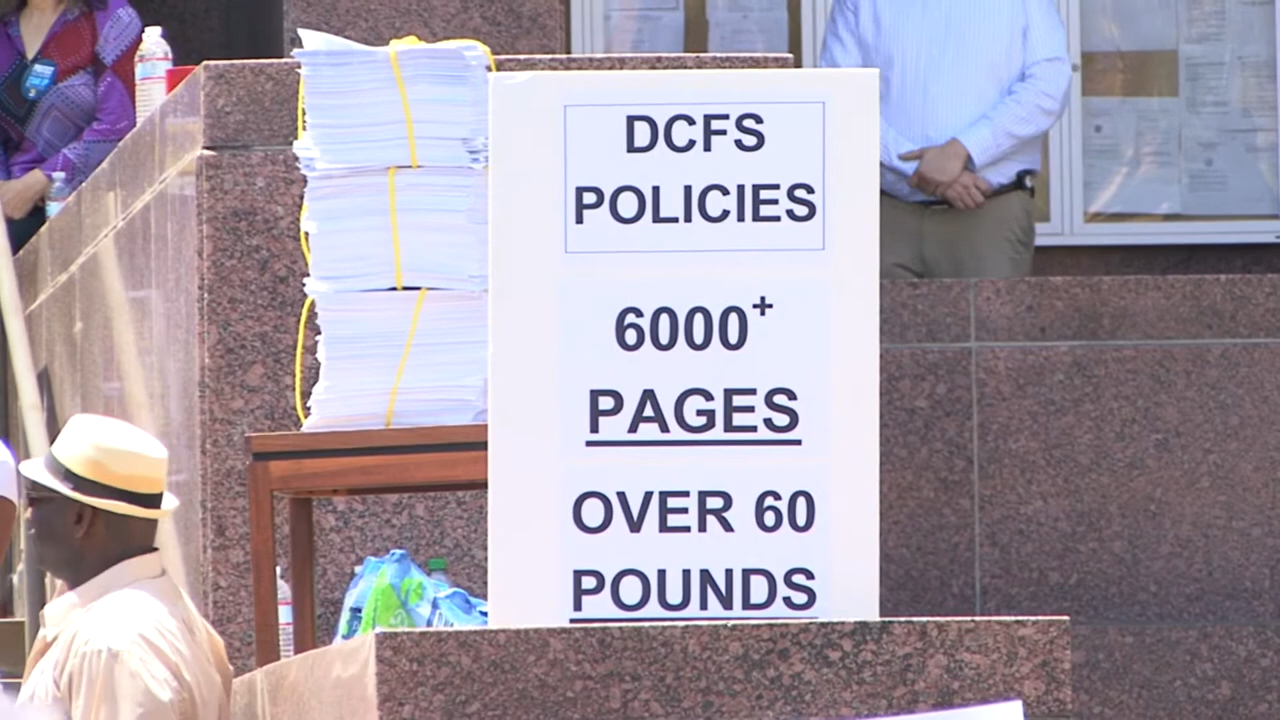 DCFS
POLICIES
6000+
PAGES
OVER 60
POUNDS